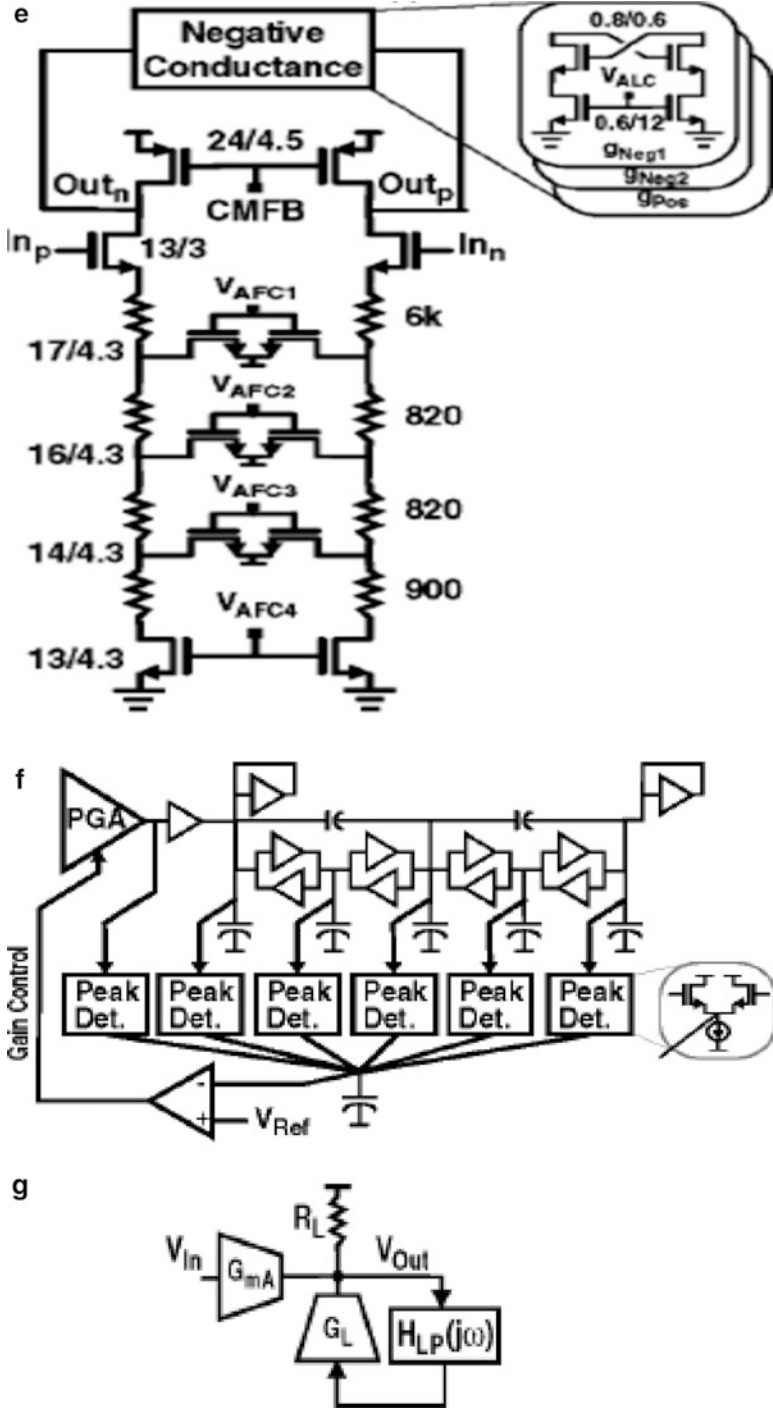 e
Negative
Conductance
0.8/0.6
VALC
0.6/12
gNeg1
gNeg2
gPos
24/4.5
Outn
Outp
CMFB
Inp
13/3
Inn
VAFC1
6k
17/4.3
VAFC2
820
16/4.3
VAFC3
820
14/4.3
VAFC4
900
13/4.3
f
PGA
Gain Control
Peak Det.
Peak Det.
Peak Det.
Peak Det.
Peak Det.
Peak Det.
-
+
VRef
g
RL
VIn
GmA
VOut
GL
HLP(jω)